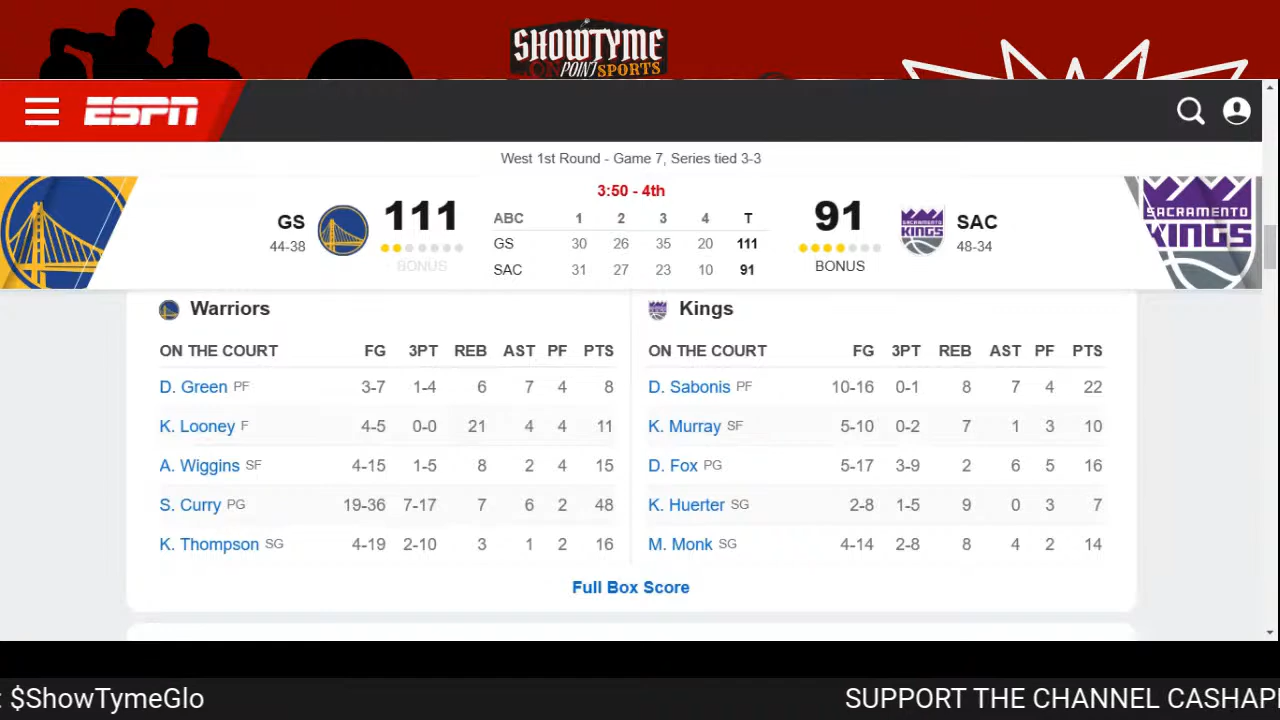 SHOWTYME
ON POINT SPORTS
ESPN
West 1st Round - Game 7, Series tied 3-3
3:50 - 4th
GS 111 ABC 1 2 3 4 T 91 SACRAMENTO KINGS SAC SACRAMENTO KINGS
44-38 GS 30 26 35 20 111 48-34
BONUS SAC 31 27 23 10 91 BONUS
Warriors Kings
ON THE COURT FG 3PT REB AST PF PTS ON THE COURT FG 3PT REB AST PF PTS
D. Green PF 3-7 1-4 6 7 4 8 D. Sabonis PF 10-16 0-1 8 7 4 22
K. Looney F 4-5 0-0 21 4 4 11 K. Murray SF 5-10 0-2 7 1 3 10
A. Wiggins SF 4-15 1-5 8 2 4 15 D. Fox PG 5-17 3-9 2 6 5 16
S. Curry PG 19-36 7-17 7 6 2 48 K. Huerter SG 2-8 1-5 9 0 3 7
K. Thompson SG 4-19 2-10 3 1 2 16 M. Monk SG 4-14 2-8 8 4 2 14
Full Box Score
: $ShowTymeGlo SUPPORT THE CHANNEL CASHAP